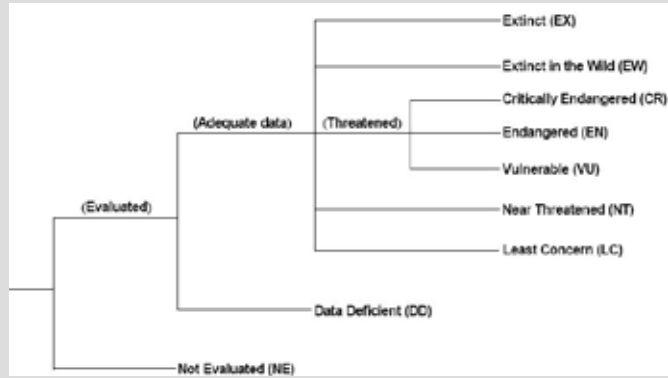 Extinct (EX)
Extinct in the Wild (EW)
Critically Endangered (CR)
(Adequate data) (Threatened)
Endangered (EN)
Vulnerable (VU)
(Evaluated)
Near Threatened (NT)
Least Concern (LC)
Data Deficient (DD)
Not Evaluated (NE)